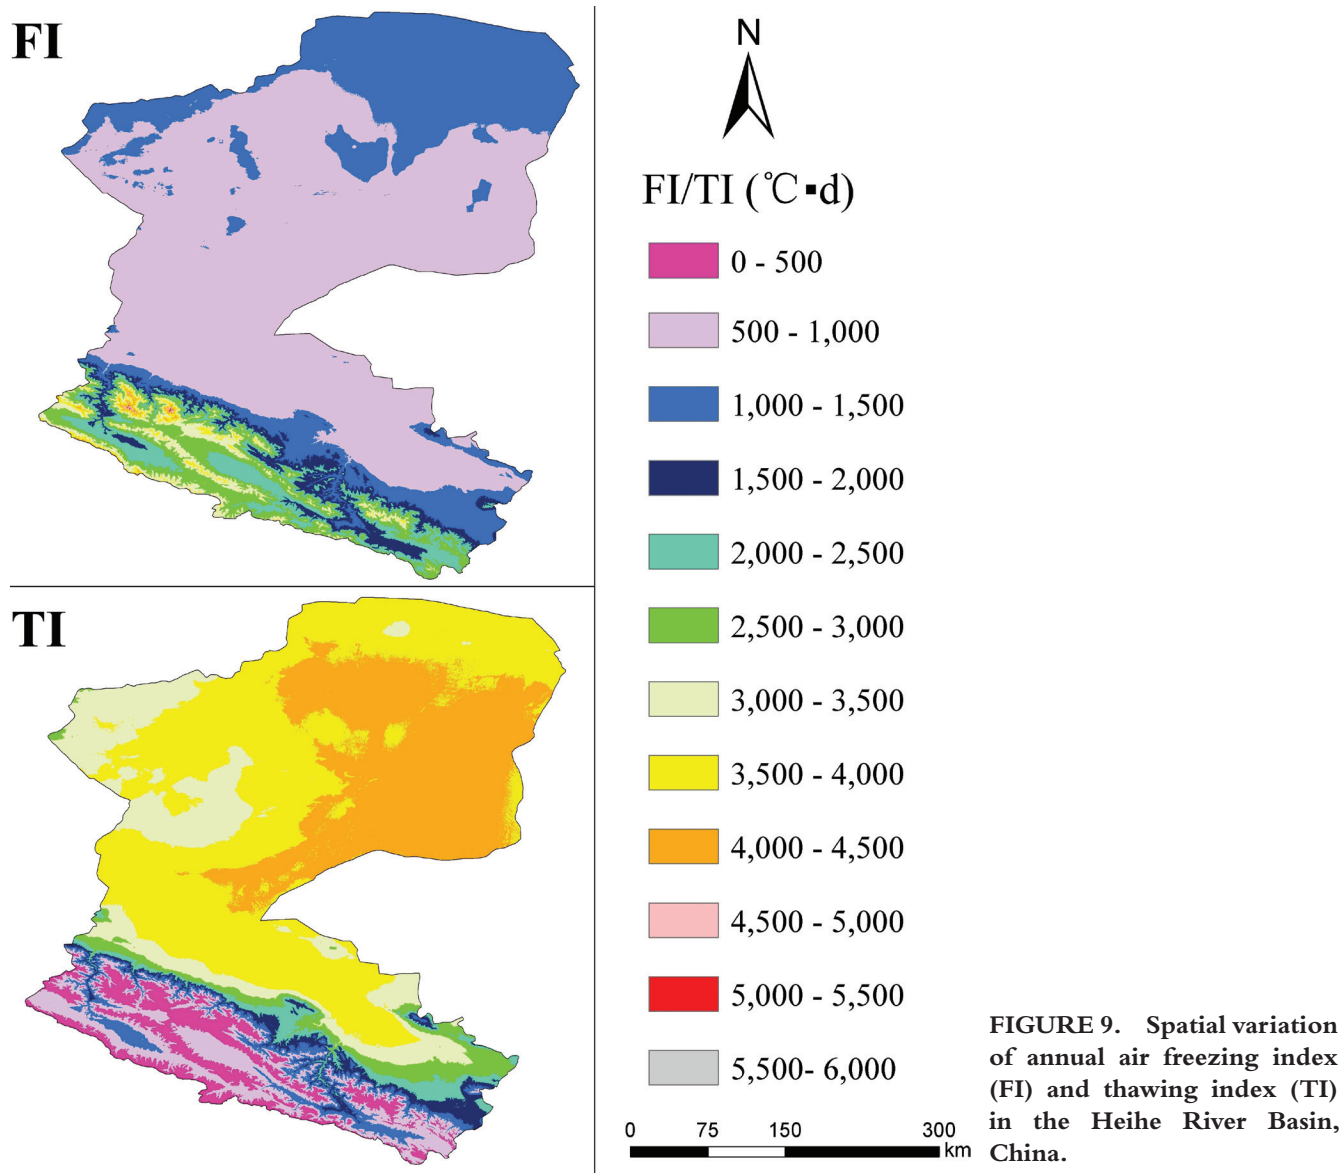 FI
TI
N
FI/TI (℃▪d)
0 - 500
500 - 1,000
1,000 - 1,500
1,500 - 2,000
2,000 - 2,500
2,500 - 3,000
3,000 - 3,500
3,500 - 4,000
4,000 - 4,500
4,500 - 5,000
5,000 - 5,500
5,500- 6,000
0 75 150 300
km
FIGURE 9. Spatial variation
of annual air freezing index
(FI) and thawing index (TI)
in the Heihe River Basin,
China.